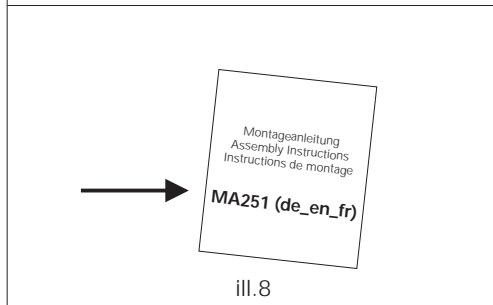 Montageanleitung
Assembly Instructions
Instructions de montage
MA251 (de_en_fr)
ill.8